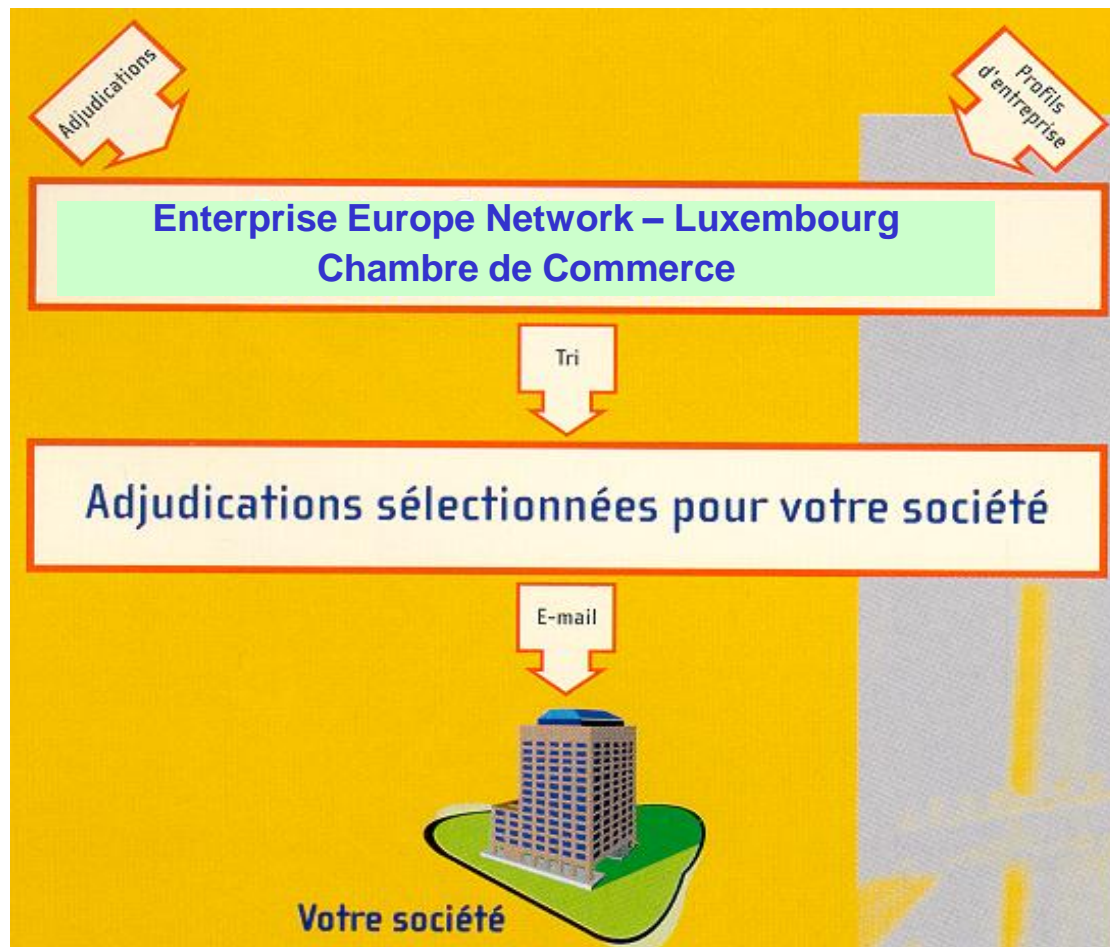 Adjudications
Profils
d'entreprise
Enterprise Europe Network – Luxembourg
Chambre de Commerce
Tri
Adjudications sélectionnées pour votre société
E-mail
Votre société